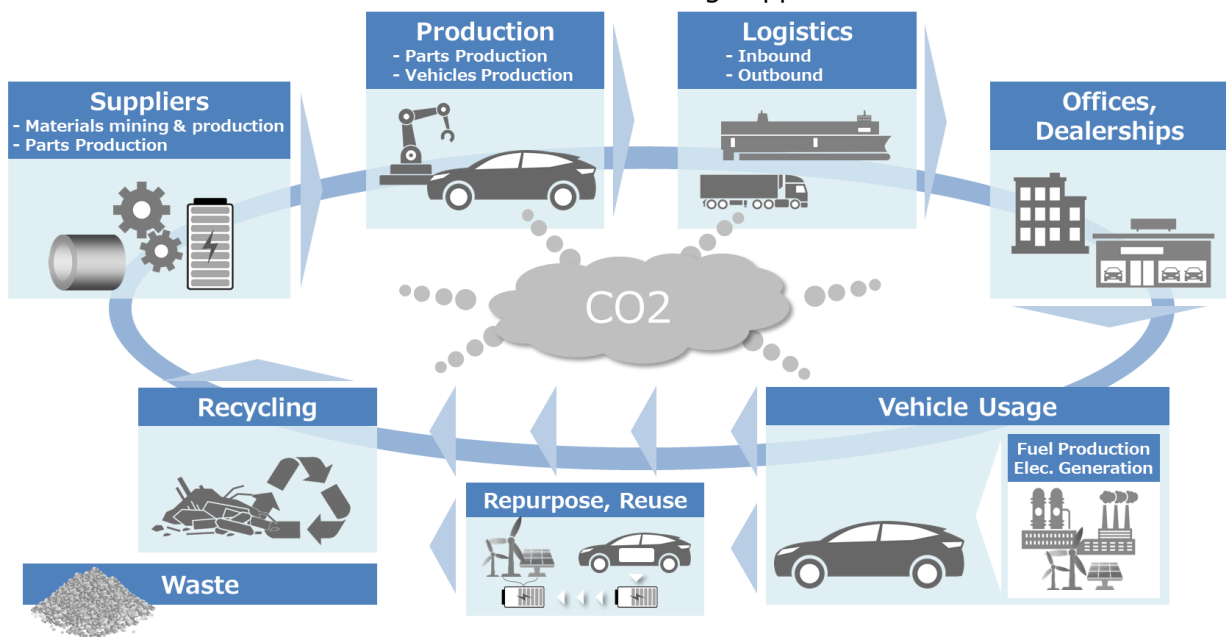 Production
- Parts Production
- Vehicles Production
Logistics
- Inbound
- Outbound
Suppliers
- Materials mining & production
- Parts Production
Offices,
Dealerships
CO2
Recycling
Vehicle Usage
Fuel Production
Elec. Generation
Repurpose, Reuse
Waste